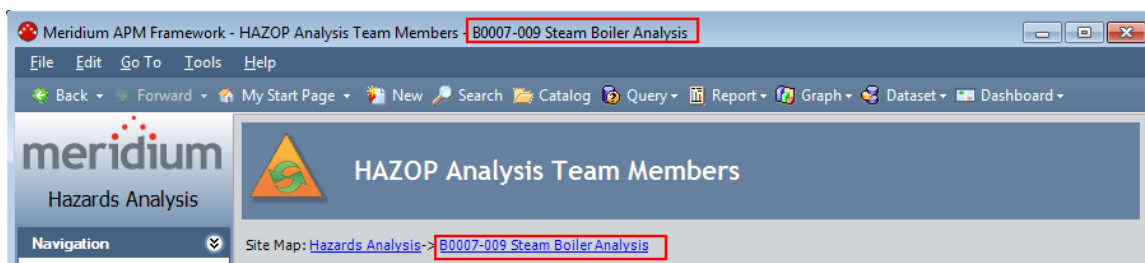 Meridium APM Framework - HAZOP Analysis Team Members - B0007-009 Steam Boiler Analysis
File Edit Go To Tools Help
Back Forward My Start Page New Search Catalog Query Report Graph Dataset Dashboard
meridium
Hazards Analysis
HAZOP Analysis Team Members
Navigation
Site Map: Hazards Analysis-> B0007-009 Steam Boiler Analysis